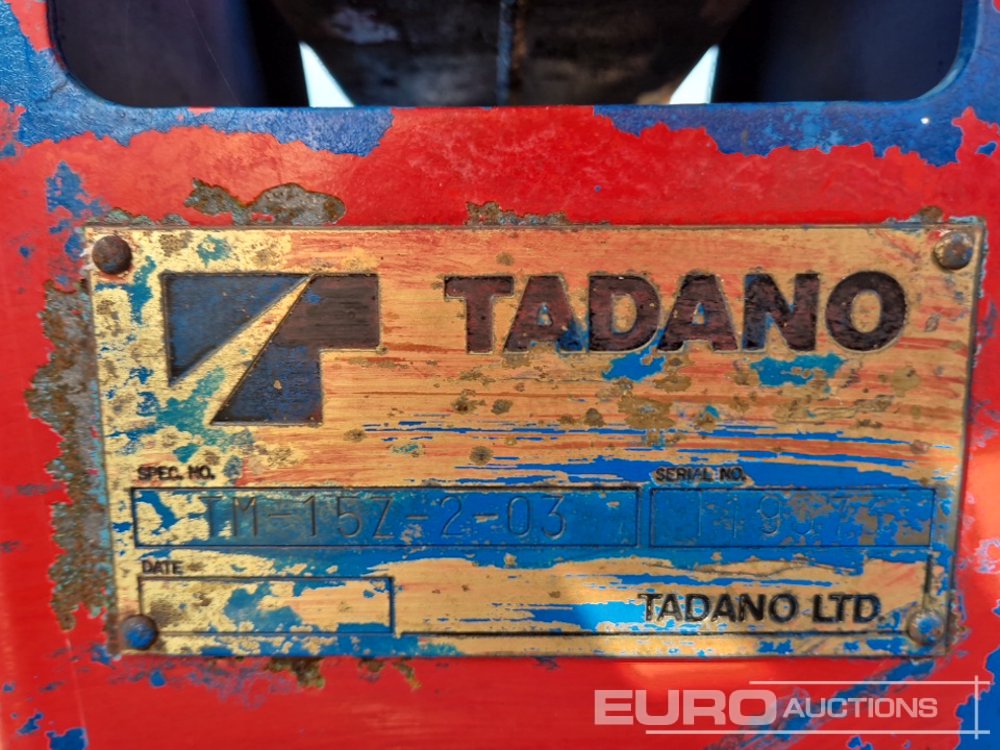 TADANO
SPEC. NO.
SERIAL NO.
TM-15Z-2-03
DATE
TADANO LTD.
EURO AUCTIONS